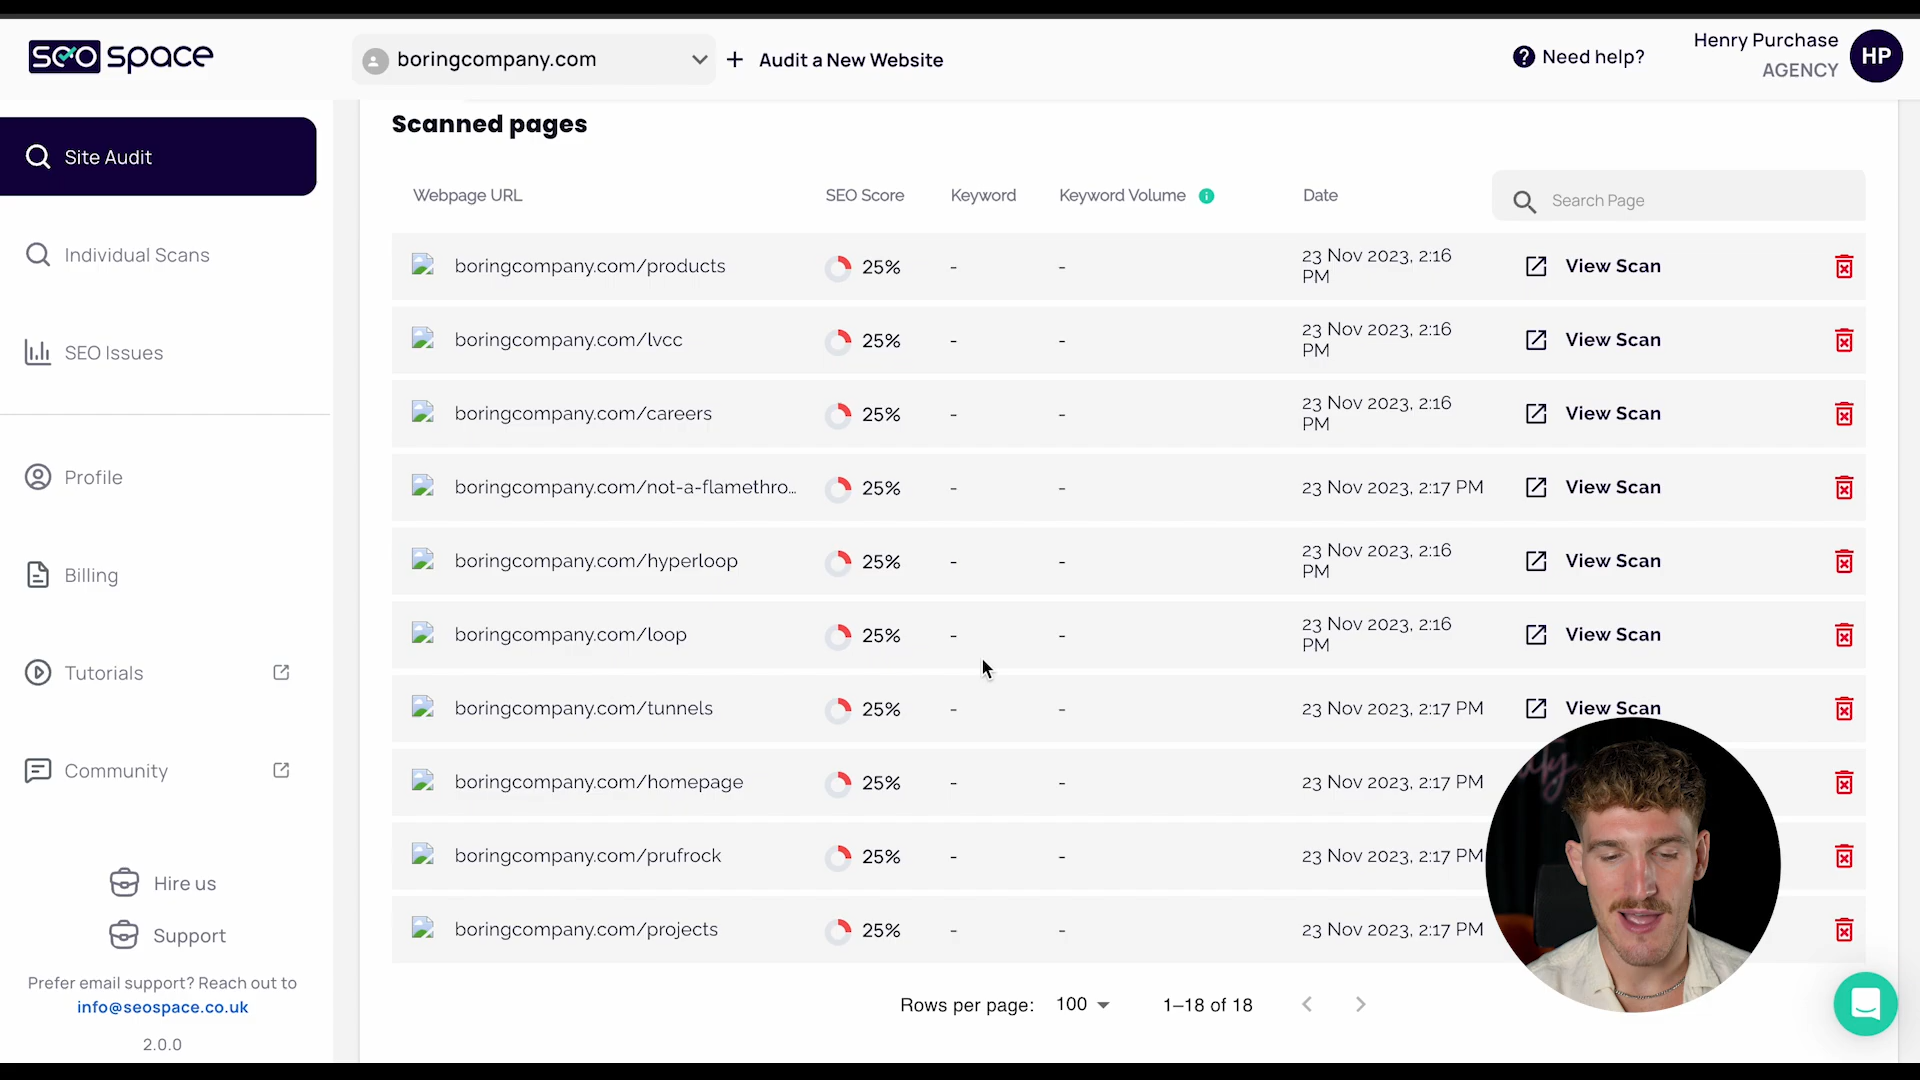 seo space
boringcompany.com
+ Audit a New Website
Need help?
Henry Purchase
AGENCY
HP
Site Audit
Individual Scans
SEO Issues
Profile
Billing
Tutorials
Community
Hire us
Support
Prefer email support? Reach out to
info@seospace.co.uk
2.0.0
Scanned pages
Webpage URL SEO Score Keyword Keyword Volume Date Search Page
boringcompany.com/products 25% - - 23 Nov 2023, 2:16 PM View Scan
boringcompany.com/lvcc 25% - - 23 Nov 2023, 2:16 PM View Scan
boringcompany.com/careers 25% - - 23 Nov 2023, 2:16 PM View Scan
boringcompany.com/not-a-flamethro... 25% - - 23 Nov 2023, 2:17 PM View Scan
boringcompany.com/hyperloop 25% - - 23 Nov 2023, 2:16 PM View Scan
boringcompany.com/loop 25% - - 23 Nov 2023, 2:16 PM View Scan
boringcompany.com/tunnels 25% - - 23 Nov 2023, 2:17 PM View Scan
boringcompany.com/homepage 25% - - 23 Nov 2023, 2:17 PM
boringcompany.com/prufrock 25% - - 23 Nov 2023, 2:17 PM
boringcompany.com/projects 25% - - 23 Nov 2023, 2:17 PM
Rows per page: 100 1–18 of 18